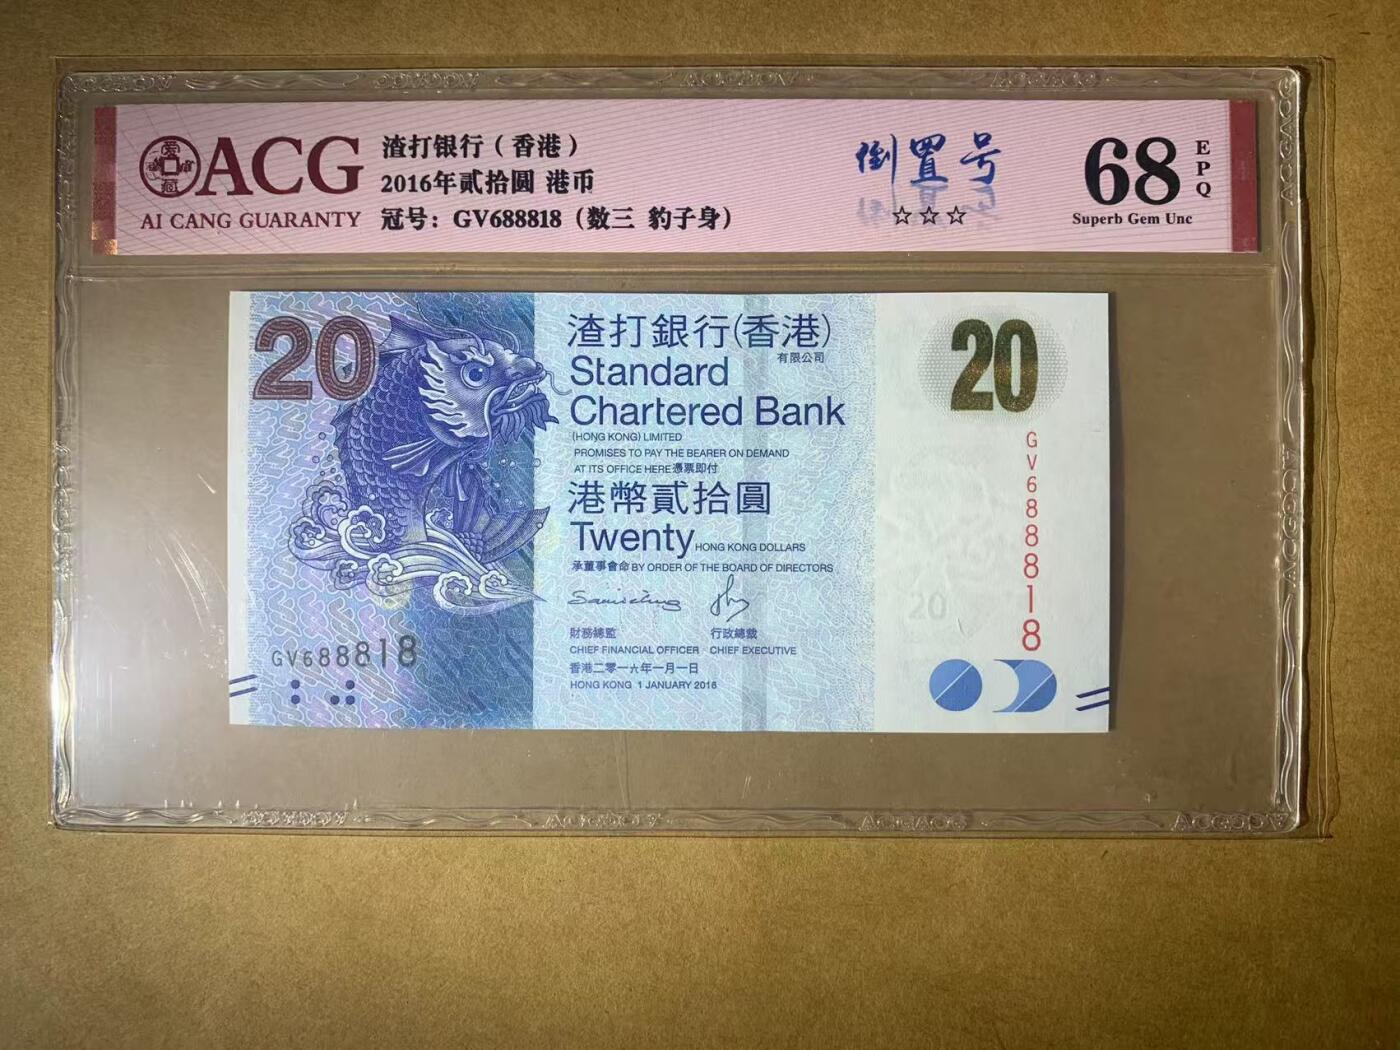 ACG
AI CANG GUARANTY
渣打银行（香港）
2016年貳拾圆 港币
冠号：GV688818（数三 豹子身）
倒置号
☆☆☆
68
EPQ
Superb Gem Unc
20
渣打銀行(香港)
有限公司
Standard
Chartered Bank
(HONG KONG) LIMITED
PROMISES TO PAY THE BEARER ON DEMAND
AT ITS OFFICE HERE 憑票即付
港幣貳拾圓
Twenty HONG KONG DOLLARS
承董事會命 BY ORDER OF THE BOARD OF DIRECTORS
財務總監 行政總裁
CHIEF FINANCIAL OFFICER CHIEF EXECUTIVE
香港二零一六年一月一日
HONG KONG 1 JANUARY 2016
GV688818
20
GV688818
20